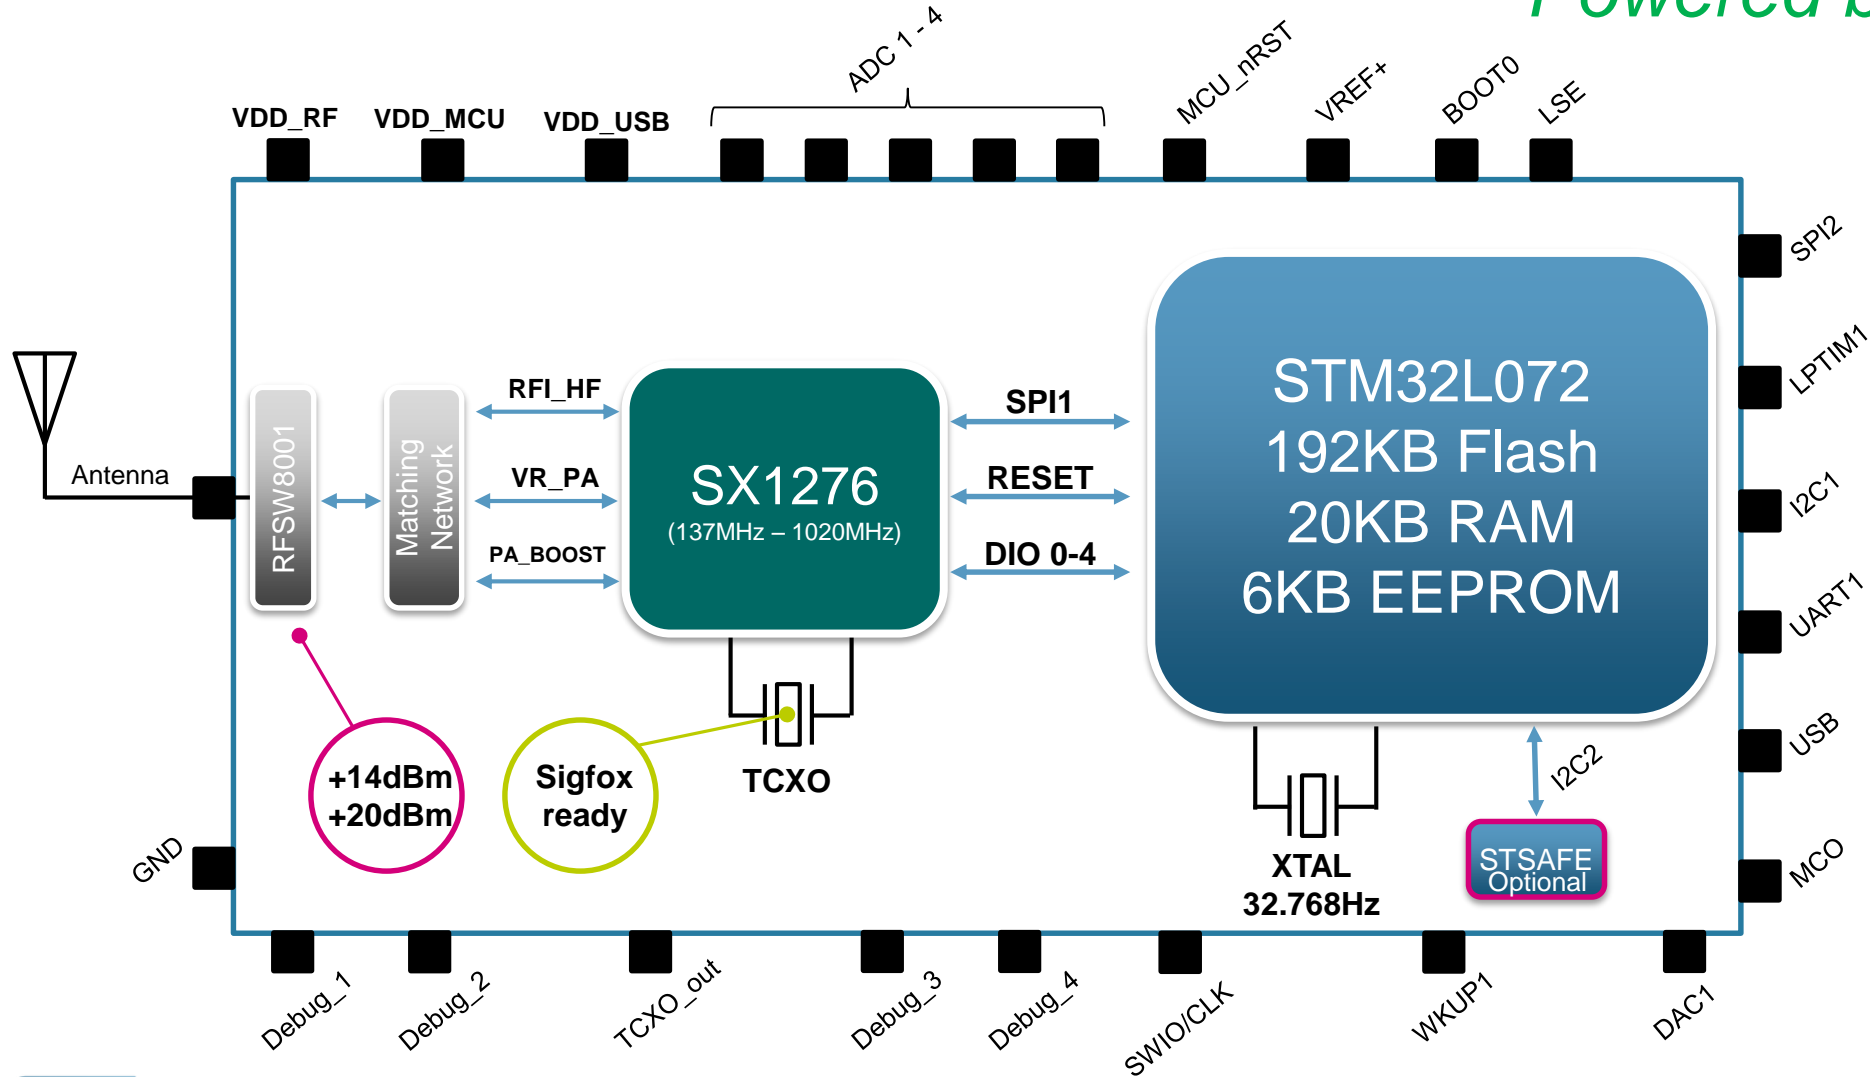 Powered b
ADC 1 - 4
MCU_nRST
VREF+
BOOT0
LSE
VDD_RF
VDD_MCU
VDD_USB
SPI2
LPTIM1
I2C1
UART1
USB
MCO
Antenna
GND
RFSW8001
Matching
Network
RFI_HF
VR_PA
PA_BOOST
SX1276
(137MHz – 1020MHz)
SPI1
RESET
DIO 0-4
STM32L072
192KB Flash
20KB RAM
6KB EEPROM
+14dBm
+20dBm
Sigfox
ready
TCXO
XTAL
32.768Hz
I2C2
STSAFE
Optional
Debug_1
Debug_2
TCXO_out
Debug_3
Debug_4
SWIO/CLK
WKUP1
DAC1